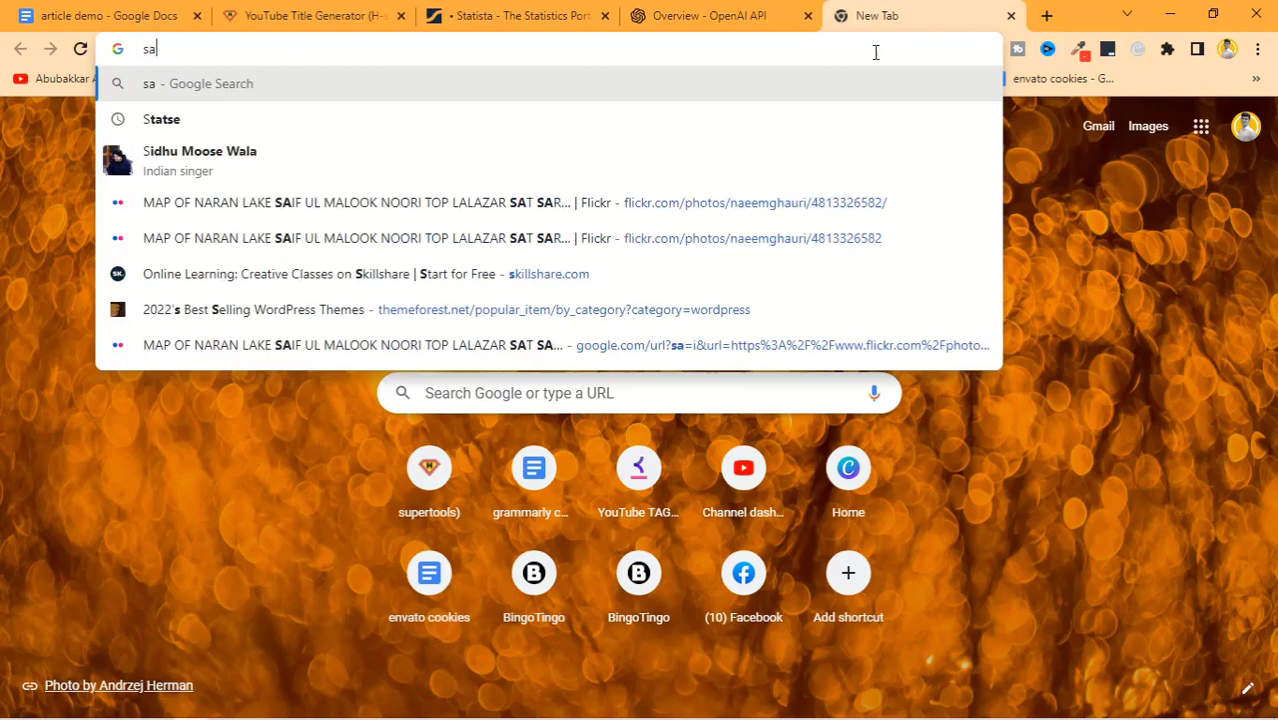 article demo - Google Docs
YouTube Title Generator (H-s
• Statista - The Statistics Port
Overview - OpenAI API
New Tab
sa
Abubakkar A
envato cookies - G...
sa - Google Search
Statse
Sidhu Moose Wala
Indian singer
MAP OF NARAN LAKE SAIF UL MALOOK NOORI TOP LALAZAR SAT SAR... | Flickr - flickr.com/photos/naeemghauri/4813326582/
MAP OF NARAN LAKE SAIF UL MALOOK NOORI TOP LALAZAR SAT SAR... | Flickr - flickr.com/photos/naeemghauri/4813326582
SK. Online Learning: Creative Classes on Skillshare | Start for Free - skillshare.com
2022's Best Selling WordPress Themes - themeforest.net/popular_item/by_category?category=wordpress
MAP OF NARAN LAKE SAIF UL MALOOK NOORI TOP LALAZAR SAT SA... - google.com/url?sa=i&url=https%3A%2F%2Fwww.flickr.com%2Fphoto...
Gmail Images
Search Google or type a URL
supertools) grammarly c... YouTube TAG... Channel dash... Home
envato cookies BingoTingo BingoTingo (10) Facebook Add shortcut
Photo by Andrzej Herman